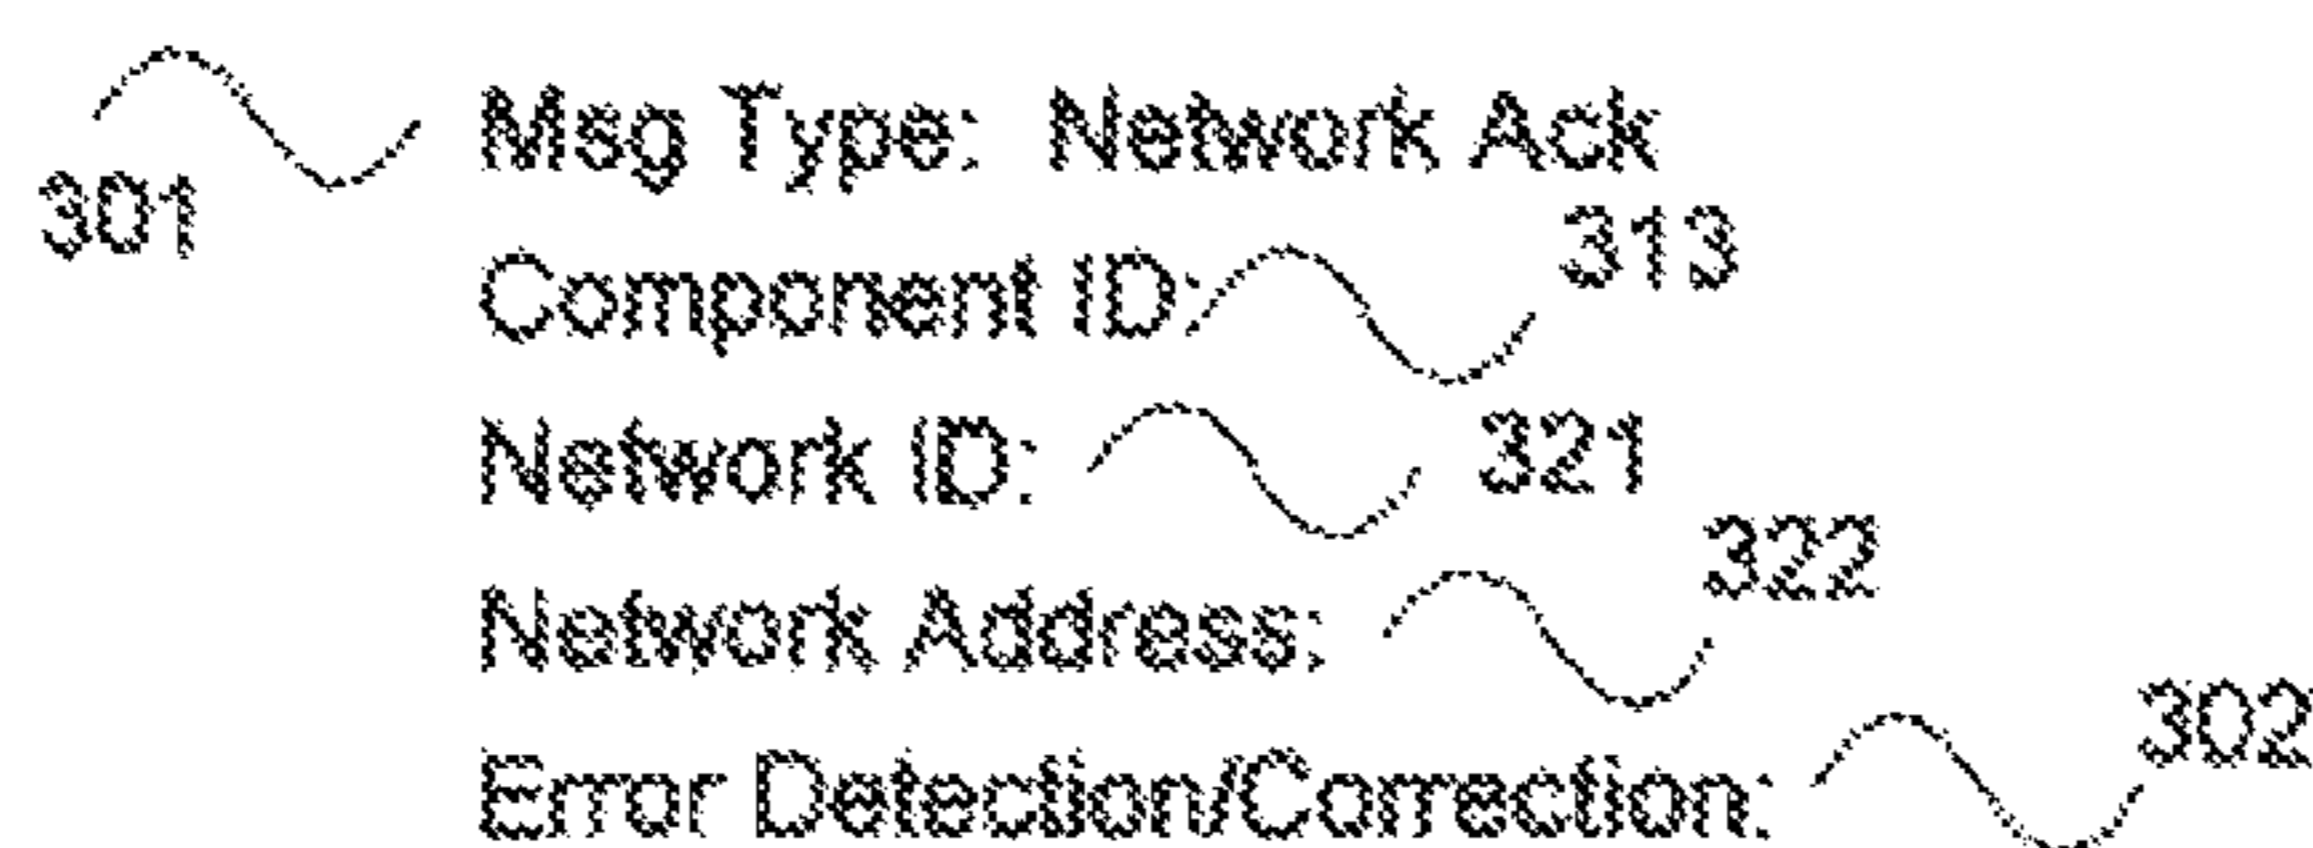 301 Msg Type: Network Ack
Component ID: 313
Network ID: 321
Network Address: 322
Error Detection/Correction: 302